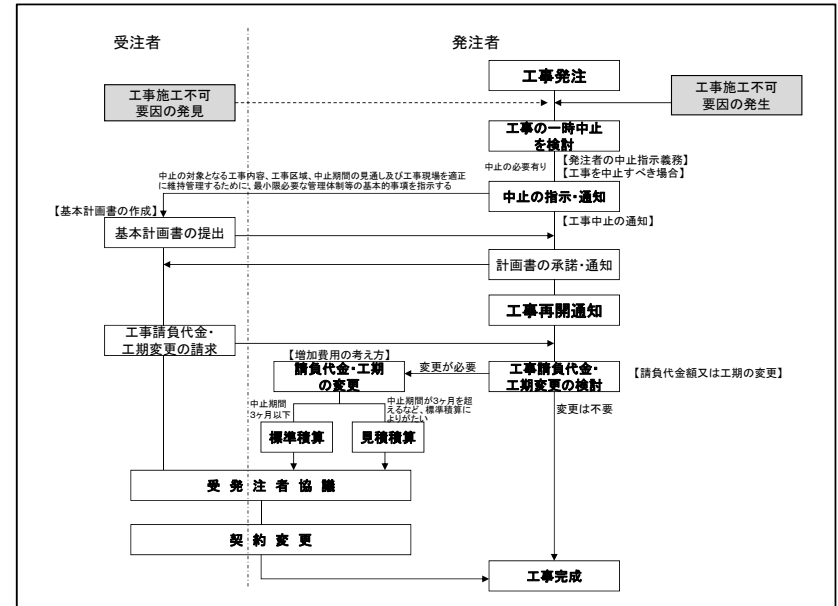 受注者
発注者
工事発注
工事施工不可
要因の発見
工事施工不可
要因の発生
工事の一時中止
を検討
中止の必要有り
【発注者の中止指示義務】
【工事を中止すべき場合】
中止の対象となる工事内容、工事区域、中止期間の見通し及び工事現場を適正
に維持管理するために、最小限必要な管理体制等の基本的事項を指示する
中止の指示・通知
【基本計画書の作成】
【工事中止の通知】
基本計画書の提出
計画書の承諾・通知
工事再開通知
工事請負代金・
工期変更の請求
【増加費用の考え方】
請負代金・工期
の変更
変更が必要
工事請負代金・
工期変更の検討
【請負代金額又は工期の変更】
中止期間
3ヶ月以下
中止期間が3ヶ月を超
えるなど、標準積算に
よりがたい
変更は不要
標準積算
見積積算
受 発 注 者 協 議
契 約 変 更
工事完成